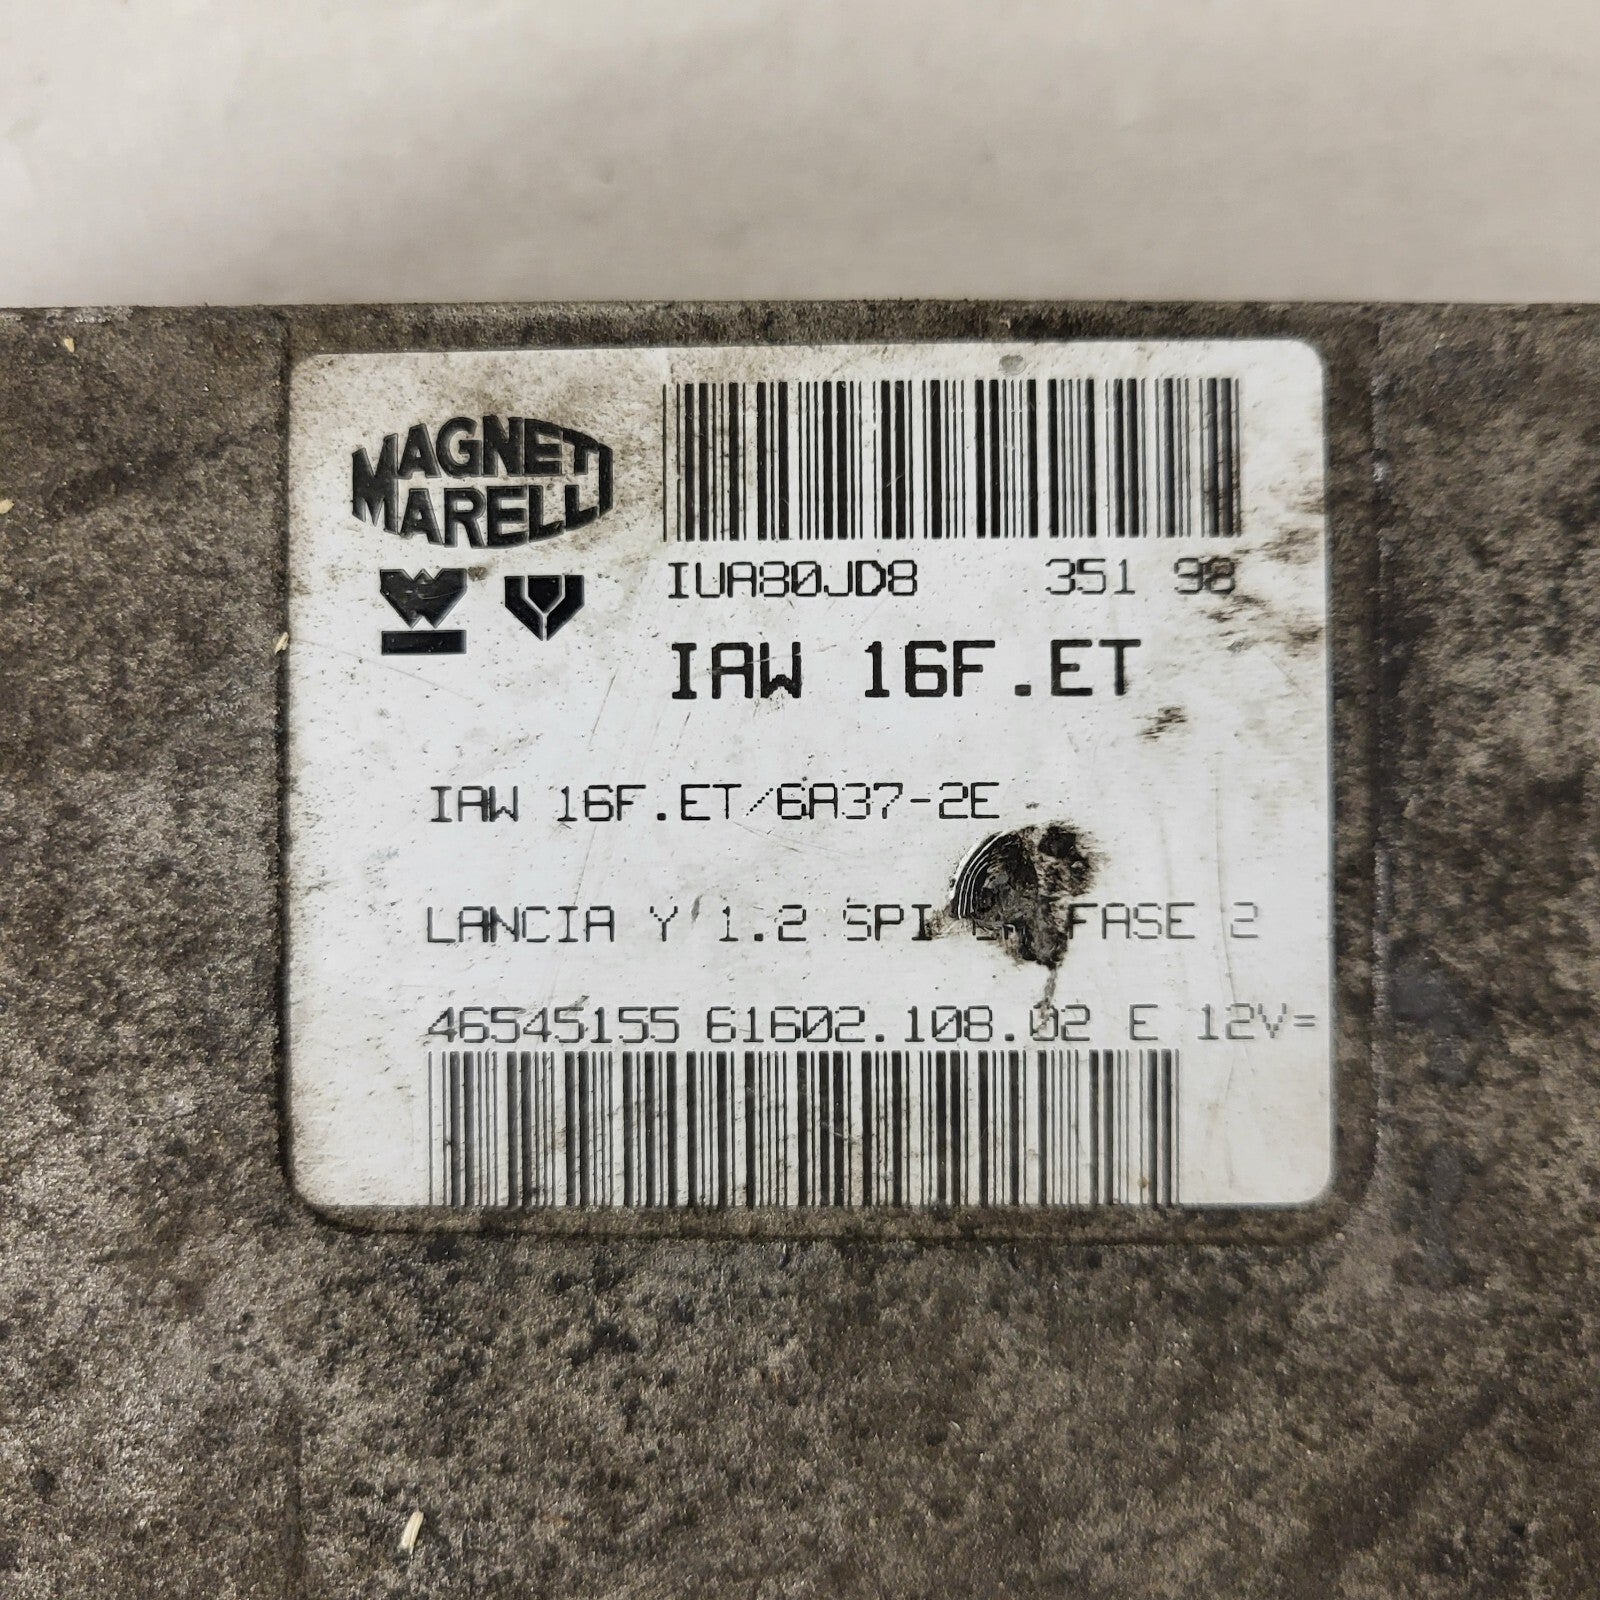 MAGNETI
MARELLI
IUA80JD8 351 98
IAW 16F.ET
IAW 16F.ET/6A37-2E
LANCIA Y 1.2 SPI FASE 2
46545155 61602.108.02 E 12V=